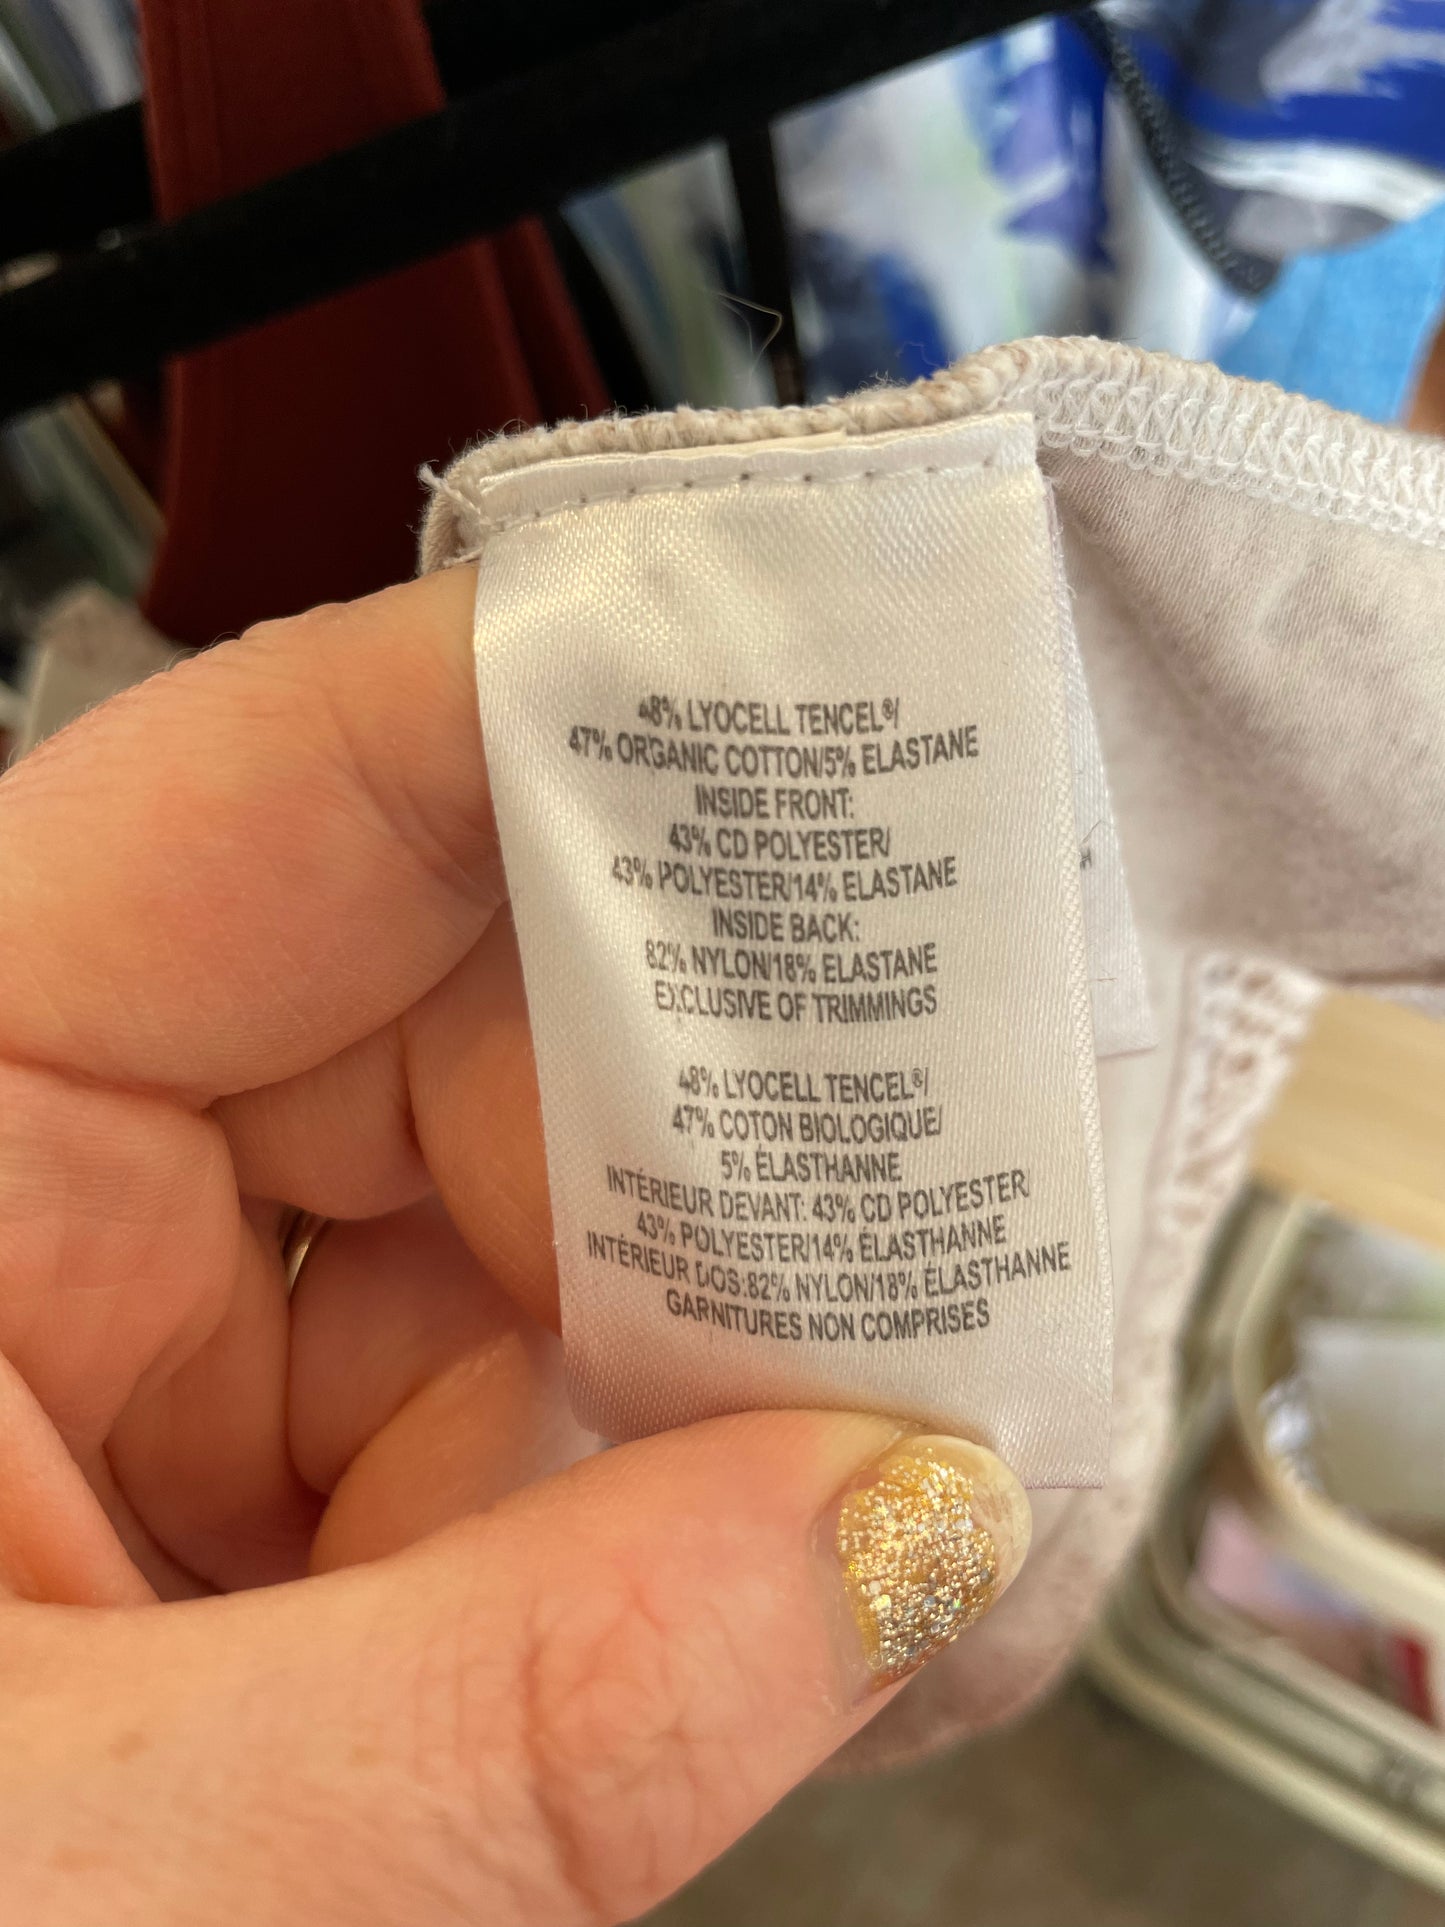 48% LYOCELL TENCEL®/
47% ORGANIC COTTON/5% ELASTANE
INSIDE FRONT:
43% CD POLYESTER/
43% POLYESTER/14% ELASTANE
INSIDE BACK:
82% NYLON/18% ELASTANE
EXCLUSIVE OF TRIMMINGS
48% LYOCELL TENCEL®/
47% COTON BIOLOGIQUE/
5% ÉLASTHANNE
INTÉRIEUR DEVANT: 43% CD POLYESTER
43% POLYESTER/14% ÉLASTHANNE
INTÉRIEUR DOS:82% NYLON/18% ÉLASTHANNE
GARNITURES NON COMPRISES